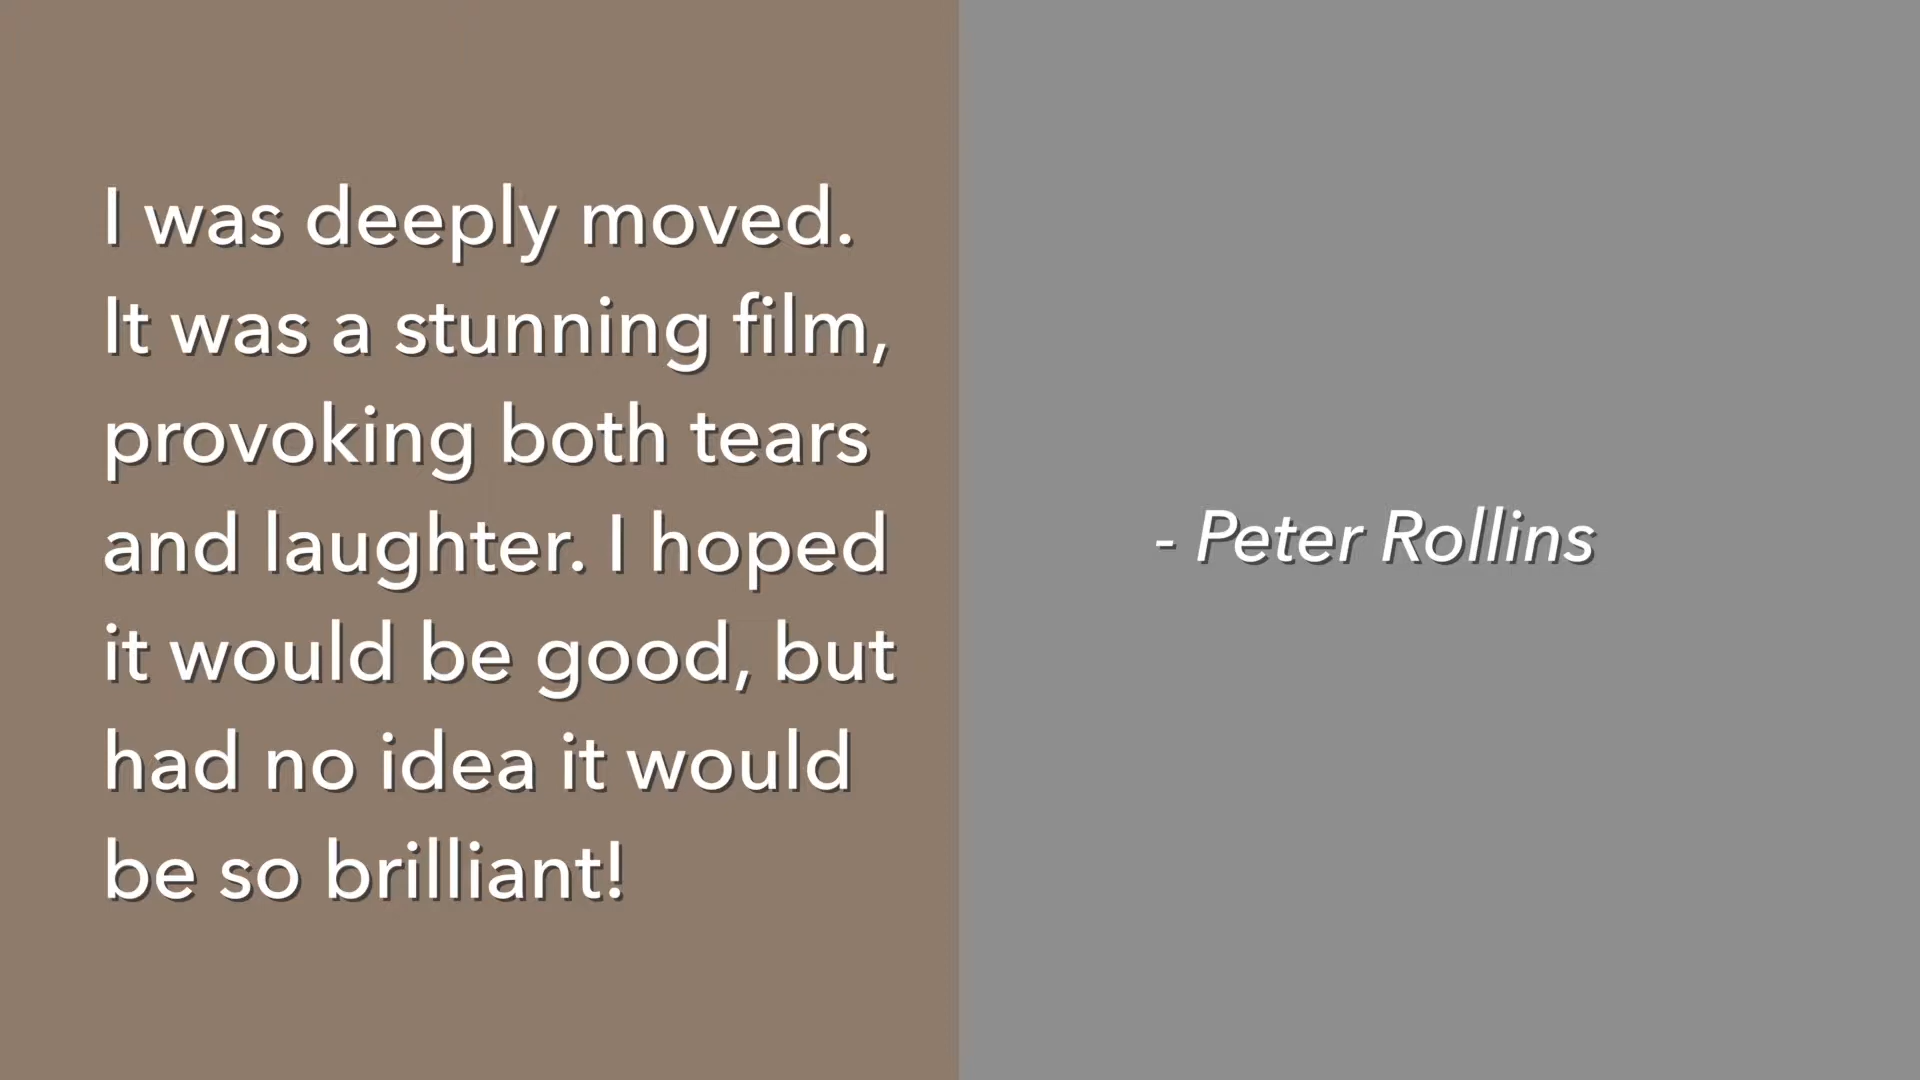 I was deeply moved.
It was a stunning film,
provoking both tears
and laughter. I hoped
it would be good, but
had no idea it would
be so brilliant!
- Peter Rollins